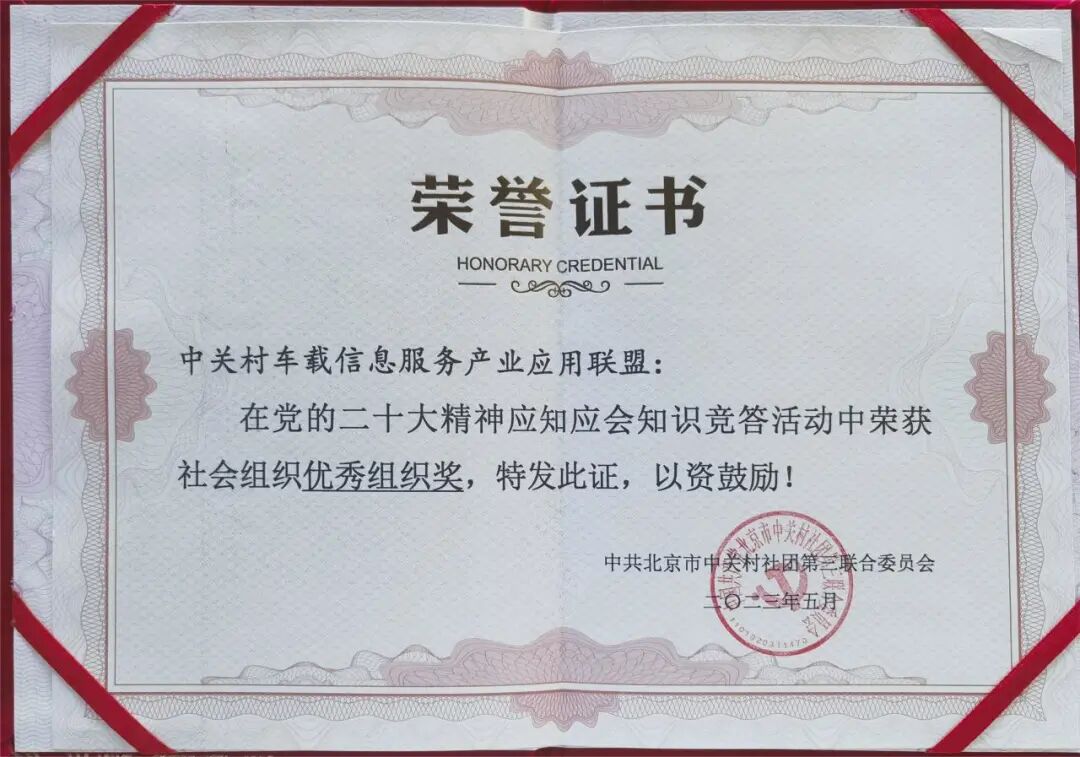 荣誉证书
HONORARY CREDENTIAL
中关村车载信息服务产业应用联盟：
在党的二十大精神应知应会知识竞答活动中荣获
社会组织优秀组织奖，特发此证，以资鼓励！
中共北京市中关村社团第三联合委员会
二〇二三年五月